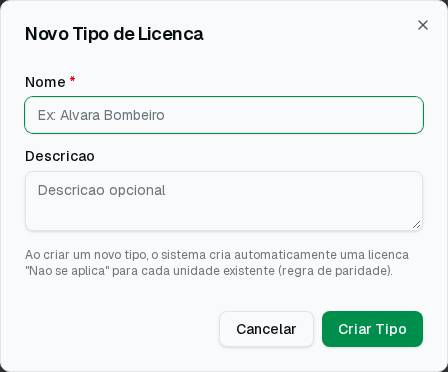 Novo Tipo de Licenca
Nome *
Ex: Alvara Bombeiro
Descricao
Descricao opcional
Ao criar um novo tipo, o sistema cria automaticamente uma licenca
"Nao se aplica" para cada unidade existente (regra de paridade).
Cancelar
Criar Tipo